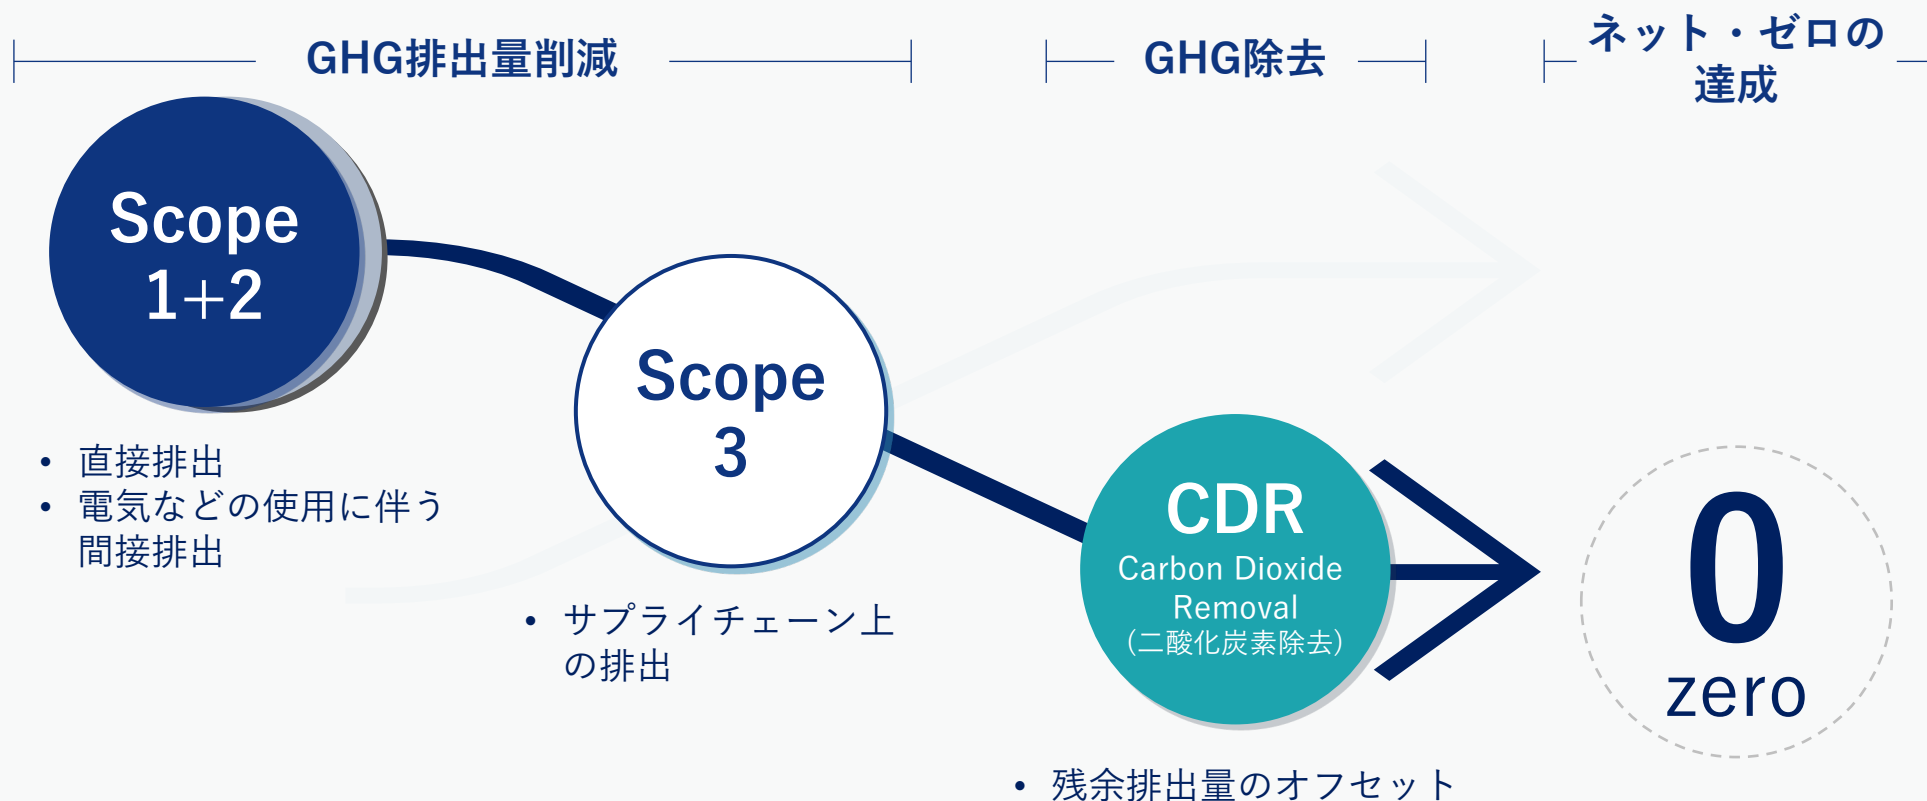 GHG排出量削減
GHG除去
ネット・ゼロの
達成
Scope
1+2
• 直接排出
• 電気などの使用に伴う
間接排出
Scope
3
• サプライチェーン上
の排出
CDR
Carbon Dioxide
Removal
（二酸化炭素除去）
• 残余排出量のオフセット
0
zero